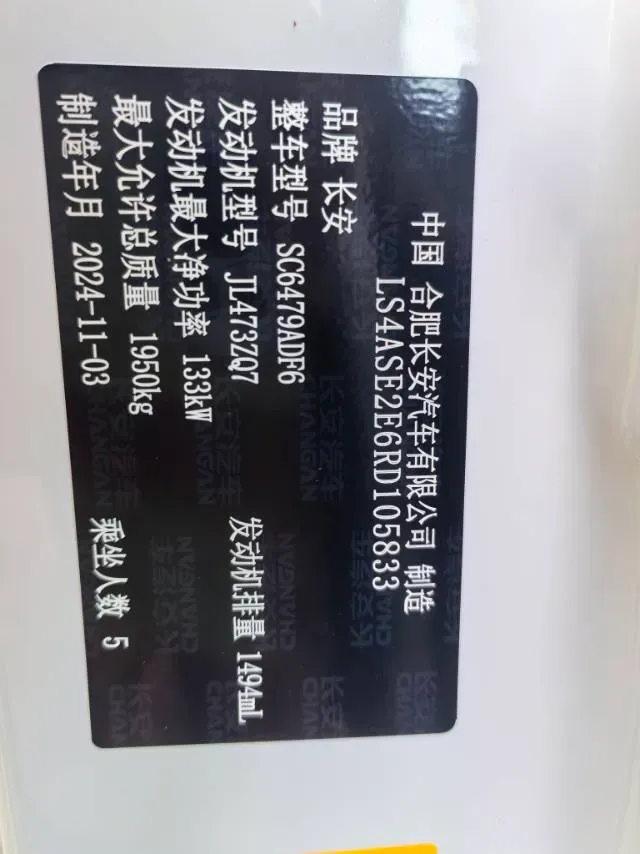 中国 合肥长安汽车有限公司 制造
LS4ASE2E6RD105833
品牌 长安
整车型号 SC6479ADF6
发动机型号 JL473ZQ7 发动机排量 1494mL
发动机最大净功率 133kW
最大允许总质量 1950kg
制造年月 2024-11-03 乘坐人数 5